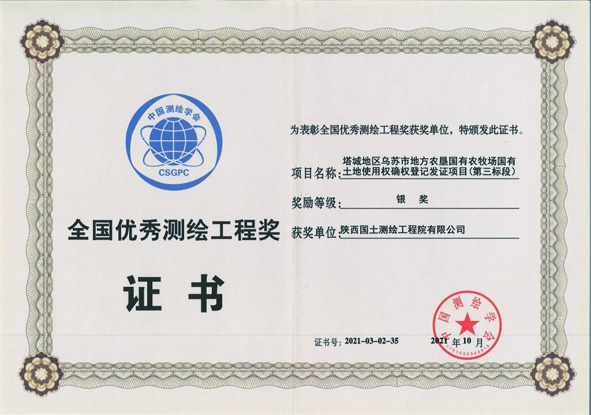 中国测绘学会
CSGPC
全国优秀测绘工程奖
证书
为表彰全国优秀测绘工程奖获奖单位，特颁发此证书。
项目名称：塔城地区乌苏市地方农垦国有农牧场国有
土地使用权确权登记发证项目(第三标段)
奖励等级：银奖
获奖单位：陕西国土测绘工程院有限公司
中国测绘学会
证书号：2021-03-02-35
2021年10月